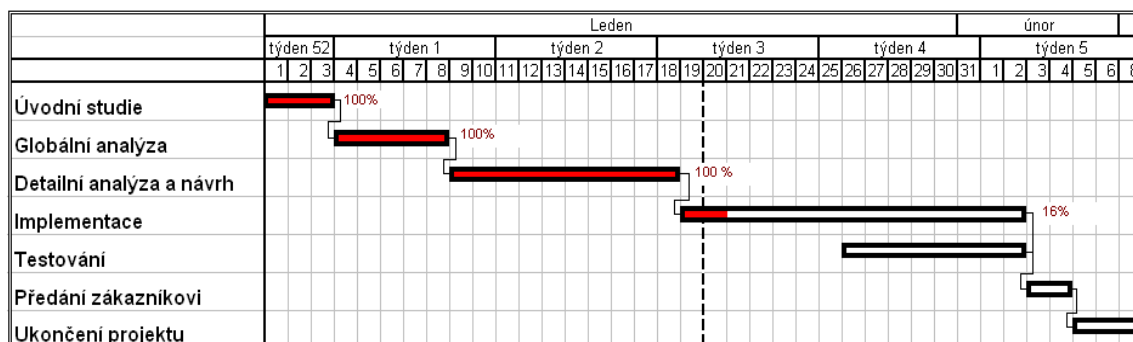 Leden únor
týden 52 týden 1 týden 2 týden 3 týden 4 týden 5
1 2 3 4 5 6 7 8 9 10 11 12 13 14 15 16 17 18 19 20 21 22 23 24 25 26 27 28 29 30 31 1 2 3 4 5 6
Úvodní studie 100%
Globální analýza 100%
Detailní analýza a návrh 100 %
Implementace 16%
Testování
Předání zákazníkovi
Ukončení projektu